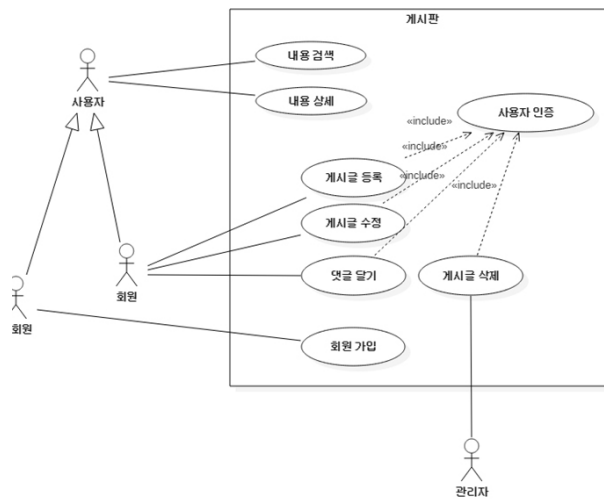 게시판
내용 검색
사용자
내용 상세
사용자 인증
«include»
«include»
게시글 등록
«include»
«include»
게시글 수정
댓글 달기
게시글 삭제
회원
회원
회원 가입
관리자